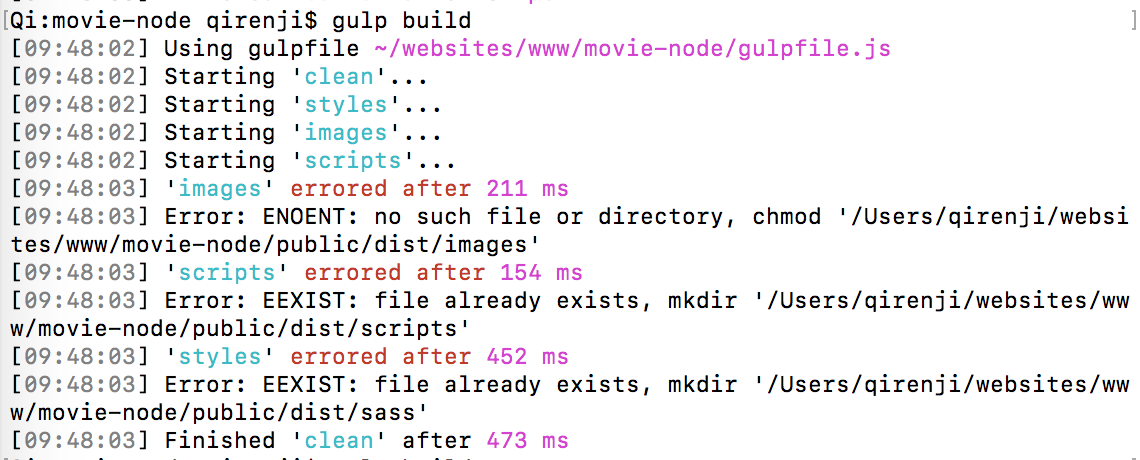 [Qi:movie-node qirenji$ gulp build ]
[09:48:02] Using gulpfile ~/websites/www/movie-node/gulpfile.js
[09:48:02] Starting 'clean'...
[09:48:02] Starting 'styles'...
[09:48:02] Starting 'images'...
[09:48:02] Starting 'scripts'...
[09:48:03] 'images' errored after 211 ms
[09:48:03] Error: ENOENT: no such file or directory, chmod '/Users/qirenji/websi
tes/www/movie-node/public/dist/images'
[09:48:03] 'scripts' errored after 154 ms
[09:48:03] Error: EEXIST: file already exists, mkdir '/Users/qirenji/websites/ww
w/movie-node/public/dist/scripts'
[09:48:03] 'styles' errored after 452 ms
[09:48:03] Error: EEXIST: file already exists, mkdir '/Users/qirenji/websites/ww
w/movie-node/public/dist/sass'
[09:48:03] Finished 'clean' after 473 ms